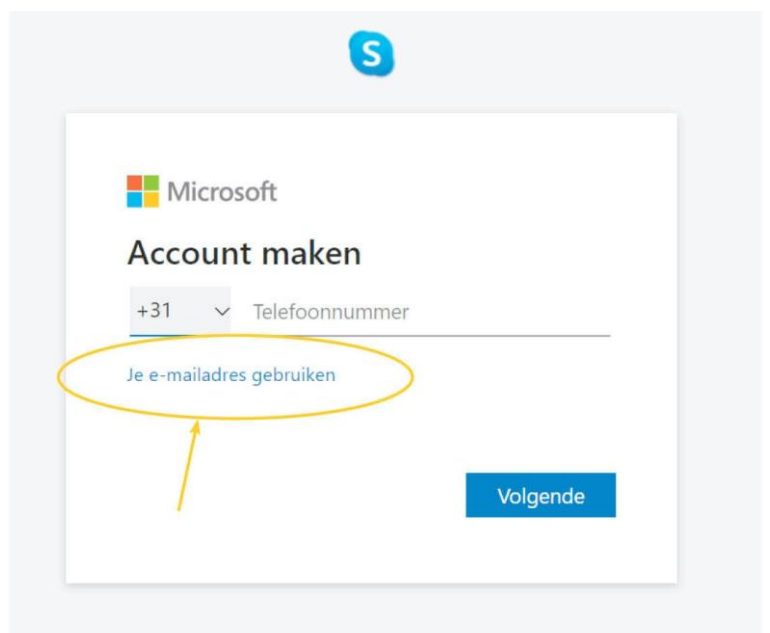 S
Microsoft
Account maken
+31 Telefoonnummer
Je e-mailadres gebruiken
Volgende